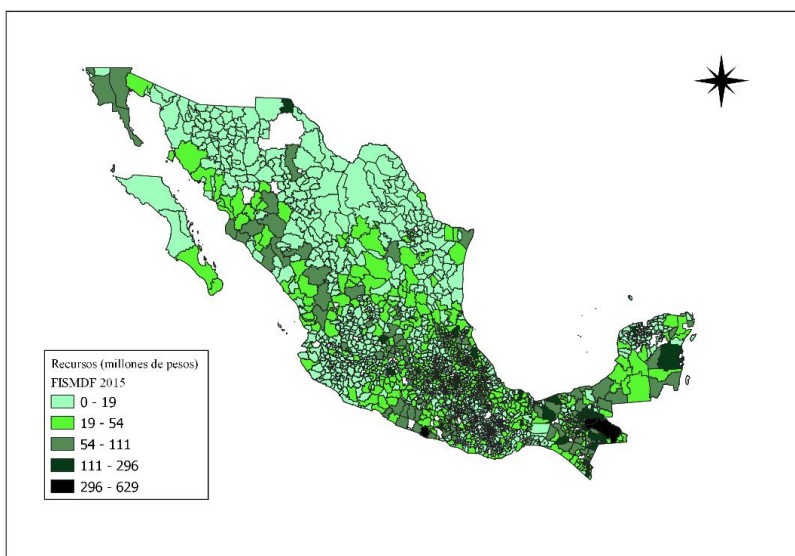 Recursos (millones de pesos)
FISMDF 2015
0 - 19
19 - 54
54 - 111
111 - 296
296 - 629